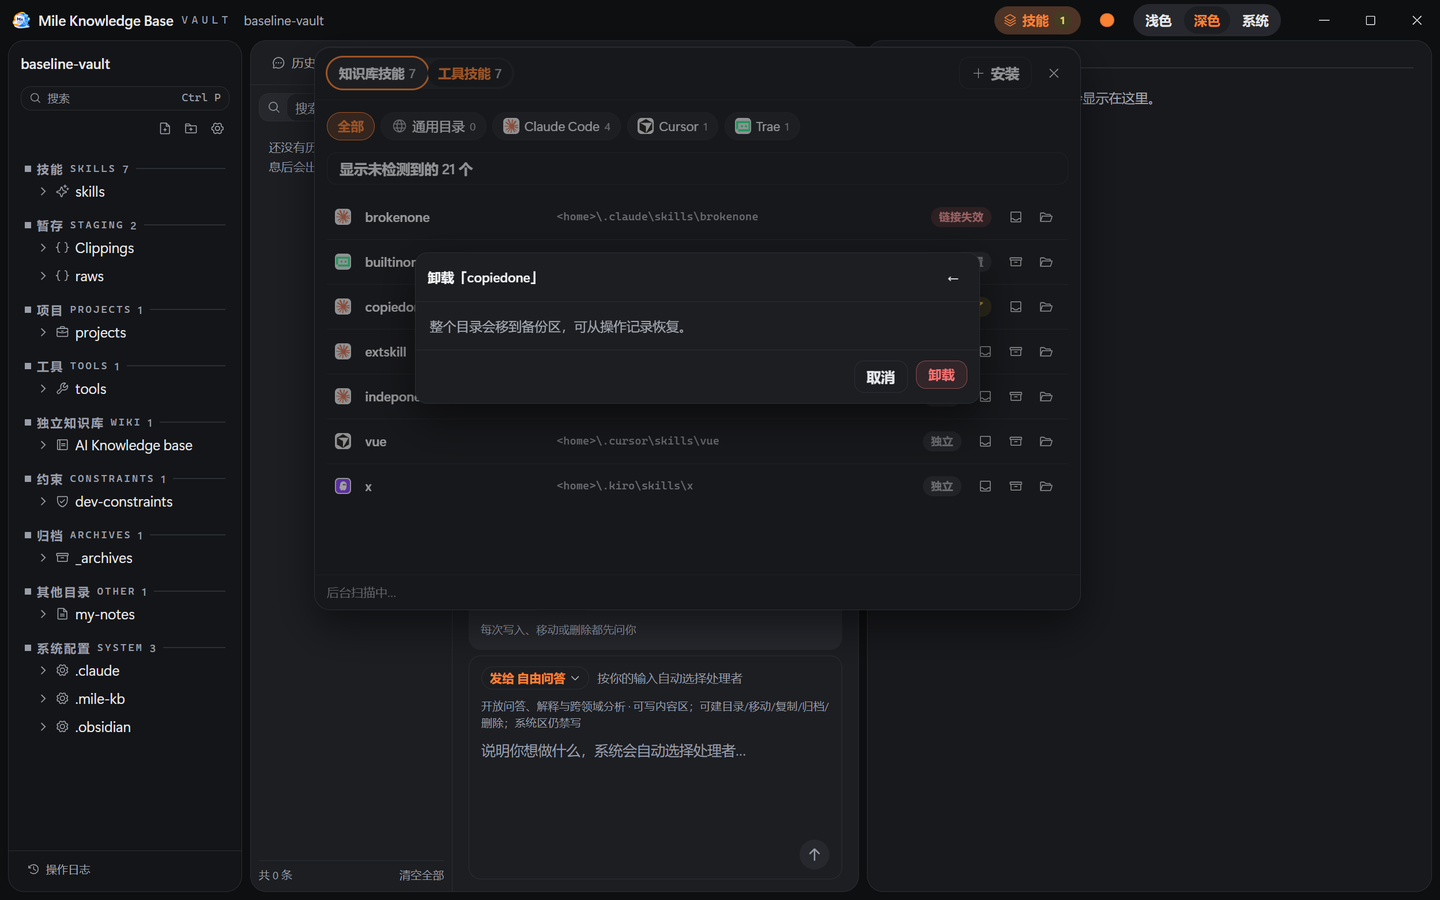 Mile Knowledge Base VAULT baseline-vault
技能 1
浅色 深色 系统
baseline-vault
搜索 Ctrl P
技能 SKILLS 7
skills
暂存 STAGING 2
Clippings
raws
项目 PROJECTS 1
projects
工具 TOOLS 1
tools
独立知识库 WIKI 1
AI Knowledge base
约束 CONSTRAINTS 1
dev-constraints
归档 ARCHIVES 1
_archives
其他目录 OTHER 1
my-notes
系统配置 SYSTEM 3
.claude
.mile-kb
.obsidian
操作日志
历史
搜索
还没有历
息后会出
共 0 条 清空全部
知识库技能 7 工具技能 7
安装
全部 通用目录 0 Claude Code 4 Cursor 1 Trae 1
显示未检测到的 21 个
brokenone <home>\.claude\skills\brokenone 链接失效
builtinor
copiedo
extskill
indepone
vue <home>\.cursor\skills\vue 独立
x <home>\.kiro\skills\x 独立
后台扫描中...
卸载「copiedone」 ←
整个目录会移到备份区，可从操作记录恢复。
取消 卸载
每次写入、移动或删除都先问你
发给 自由问答 按你的输入自动选择处理者
开放问答、解释与跨领域分析 · 可写内容区；可建目录/移动/复制/归档/
删除；系统区仍禁写
说明你想做什么，系统会自动选择处理者...
显示在这里。